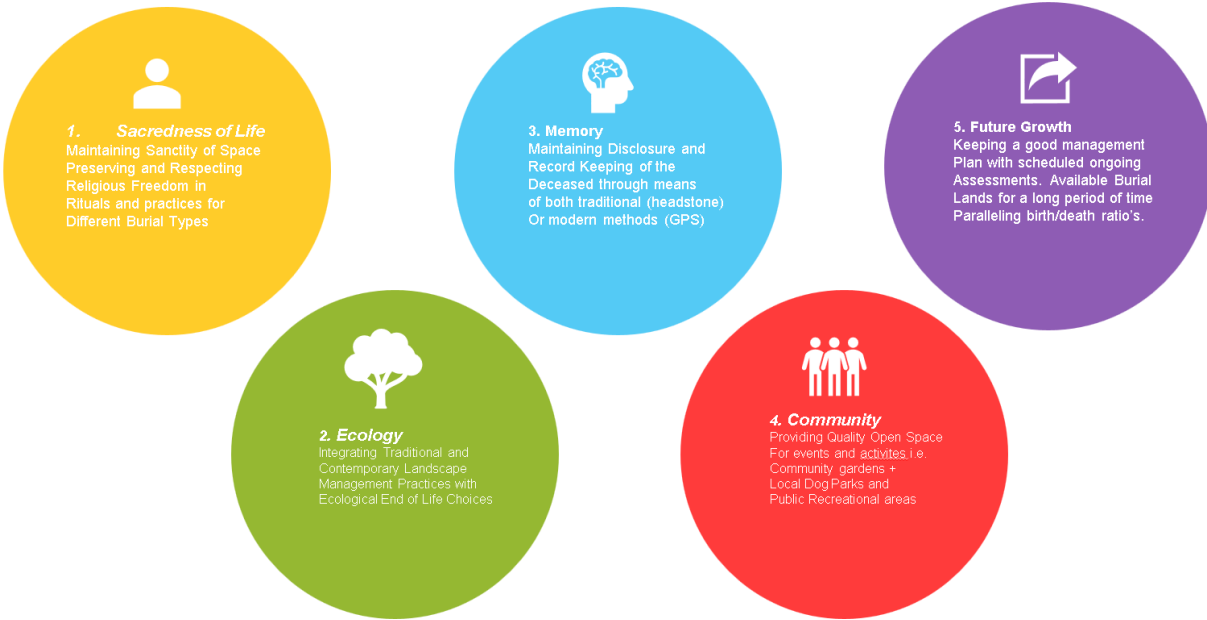 1. Sacredness of Life
Maintaining Sanctity of Space
Preserving and Respecting
Religious Freedom in
Rituals and practices for
Different Burial Types
2. Ecology
Integrating Traditional and
Contemporary Landscape
Management Practices with
Ecological End of Life Choices
3. Memory
Maintaining Disclosure and
Record Keeping of the
Deceased through means
of both traditional (headstone)
Or modern methods (GPS)
4. Community
Providing Quality Open Space
For events and activites i.e.
Community gardens +
Local Dog Parks and
Public Recreational areas
5. Future Growth
Keeping a good management
Plan with scheduled ongoing
Assessments. Available Burial
Lands for a long period of time
Paralleling birth/death ratio's.